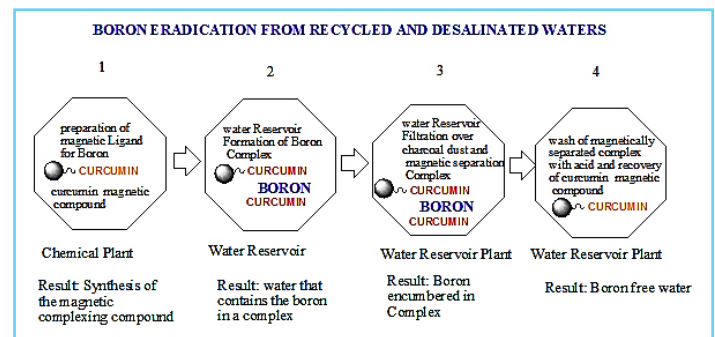 BORON ERADICATION FROM RECYCLED AND DESALINATED WATERS
1
preparation of
magnetic Ligand
for Boron
CURCUMIN
curcumin magnetic
compound
Chemical Plant
Result: Synthesis of
the magnetic
complexing compound
2
water Reservoir
Formation of Boron
Complex
CURCUMIN
BORON
CURCUMIN
Water Reservoir
Result: water that
contains the boron
in a complex
3
water Reservoir
Filtration over
charcoal dust and
magnetic separation
Complex
CURCUMIN
BORON
CURCUMIN
Water Reservoir Plant
Result: Boron
encumbered in
Complex
4
wash of magnetically
separated complex
with acid and recovery
of curcumin magnetic
compound
CURCUMIN
Water Reservoir Plant
Result: Boron free water